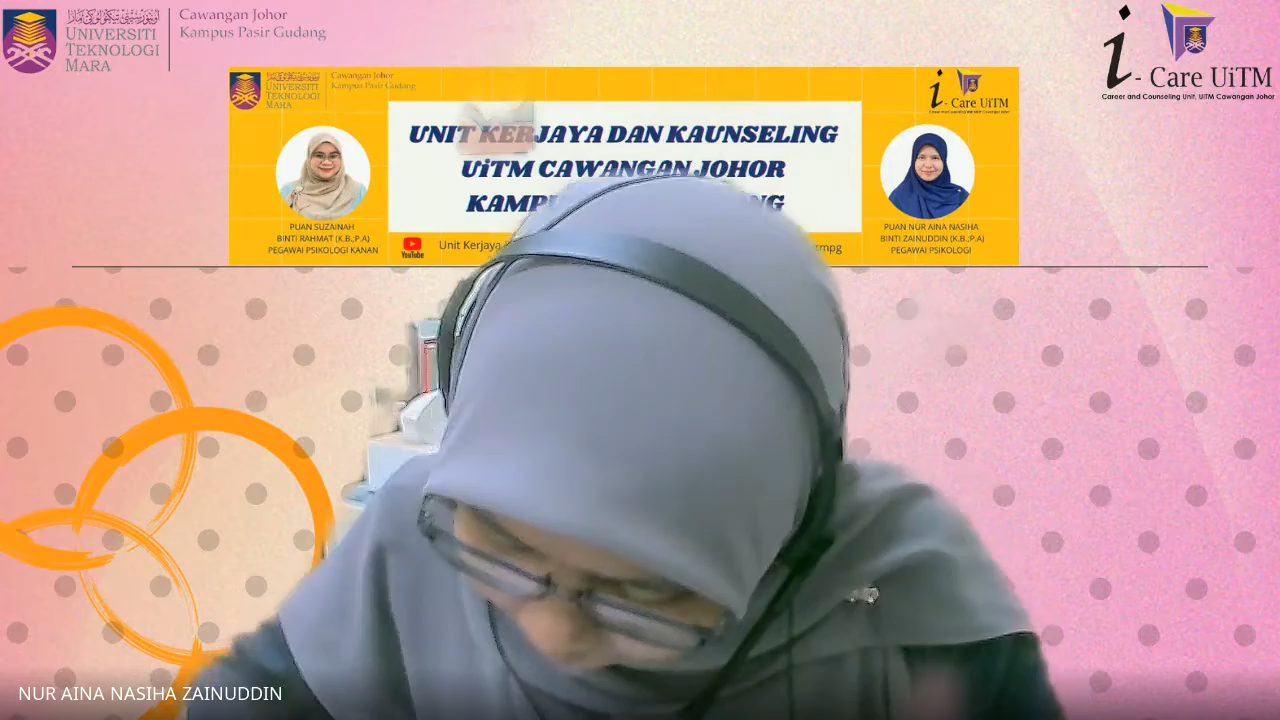 UNIVERSITI
TEKNOLOGI
MARA
Cawangan Johor
Kampus Pasir Gudang
i - Care UiTM
Career and Counseling Unit, UiTM Cawangan Johor
UNIVERSITI
TEKNOLOGI
MARA
Cawangan Johor
Kampus Pasir Gudang
i - Care UiTM
UNIT KERJAYA DAN KAUNSELING
UiTM CAWANGAN JOHOR
PUAN SUZAINAH
BINTI RAHMAT (K.B.;P.A)
PEGAWAI PSIKOLOGI KANAN
PUAN NUR AINA NASIHA
BINTI ZAINUDDIN (K.B.;P.A)
PEGAWAI PSIKOLOGI
YouTube
Unit Kerjaya
NUR AINA NASIHA ZAINUDDIN